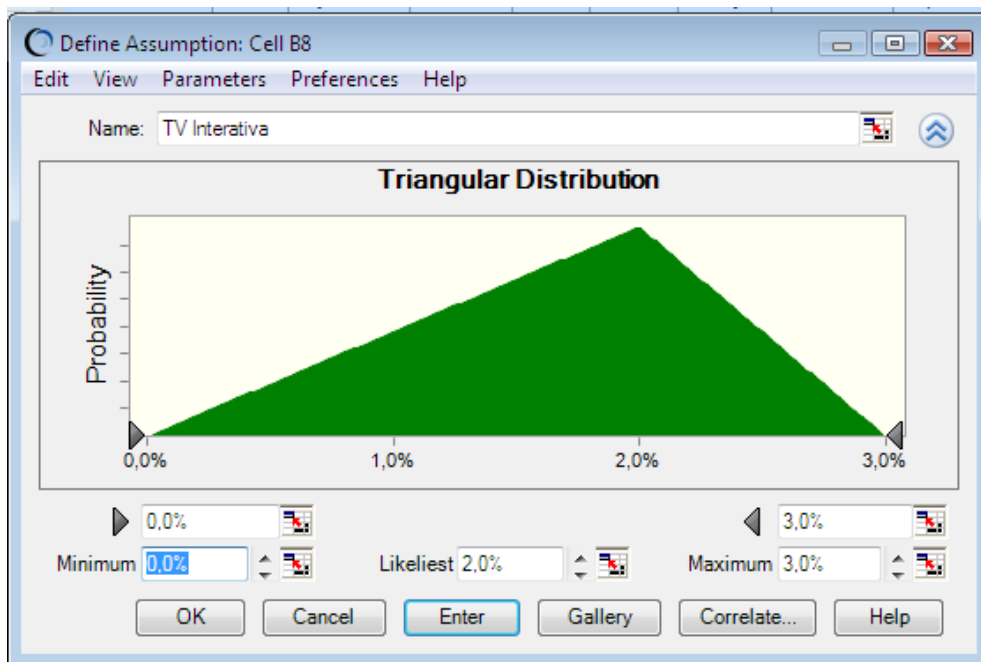 Define Assumption: Cell B8
Edit View Parameters Preferences Help
Name: TV Interativa
Triangular Distribution
Probability
0,0% 1,0% 2,0% 3,0%
0,0% 3,0%
Minimum 0,0% Likeliest 2,0% Maximum 3,0%
OK Cancel Enter Gallery Correlate... Help